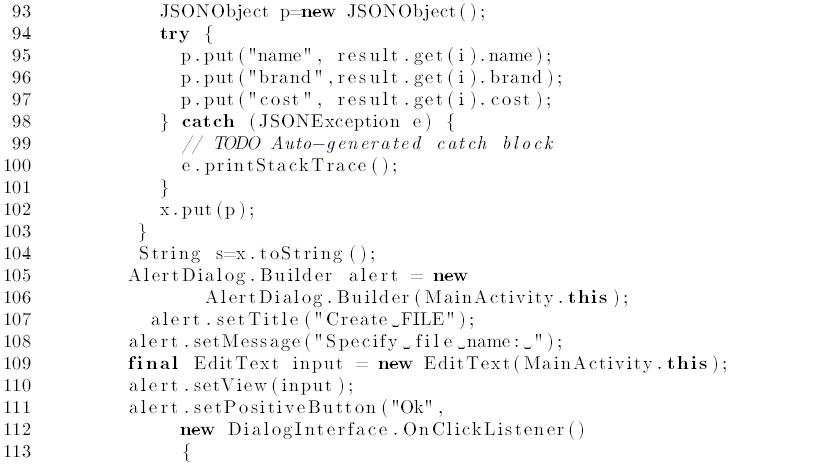 93 JSONObject p=new JSONObject();
94 try {
95 p.put("name", result.get(i).name);
96 p.put("brand",result.get(i).brand);
97 p.put("cost", result.get(i).cost);
98 } catch (JSONException e) {
99 // TODO Auto-generated catch block
100 e.printStackTrace();
101 }
102 x.put(p);
103 }
104 String s=x.toString();
105 AlertDialog.Builder alert = new
106 AlertDialog.Builder(MainActivity.this);
107 alert.setTitle("Create␣FILE");
108 alert.setMessage("Specify␣file␣name:␣");
109 final EditText input = new EditText(MainActivity.this);
110 alert.setView(input);
111 alert.setPositiveButton("Ok",
112 new DialogInterface.OnClickListener()
113 {